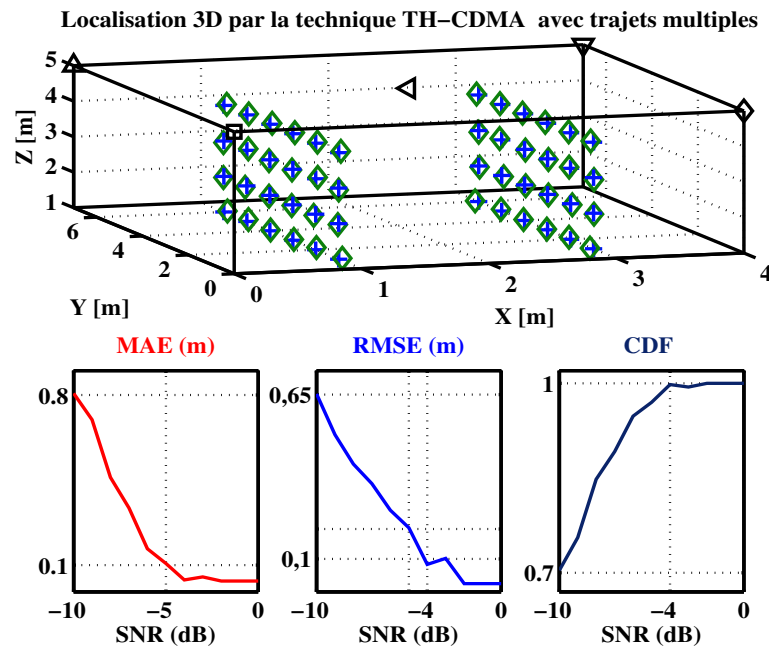 Localisation 3D par la technique TH−CDMA avec trajets multiples
5
4
3
2
1
Z [m]
6
4
2
0
Y [m]
0
1
2
3
4
X [m]
MAE (m)
0.8
0.1
−10
−5
0
SNR (dB)
RMSE (m)
0,65
0,1
−10
−4
0
SNR (dB)
CDF
1
0.7
−10
−4
0
SNR (dB)